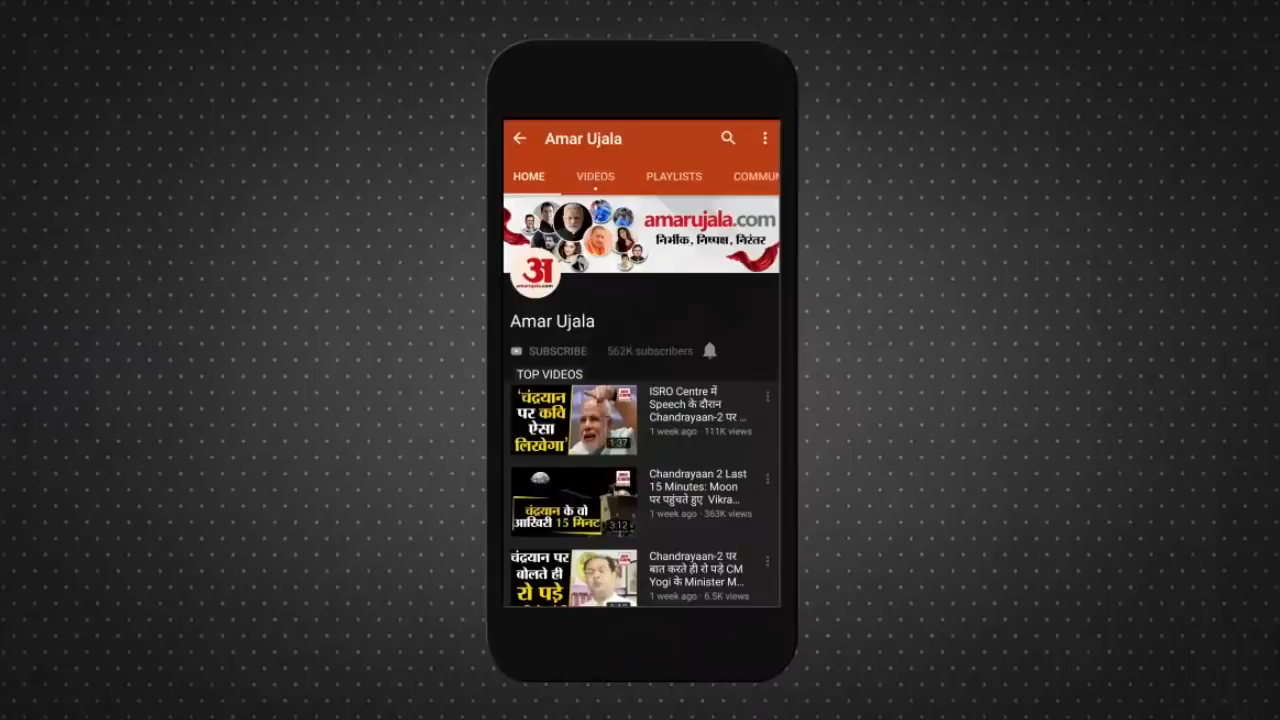 Amar Ujala
HOME VIDEOS PLAYLISTS COMMUN
amarujala.com
निर्भीक, निष्पक्ष, निरंतर
अ
amarujala.com
Amar Ujala
SUBSCRIBE 562K subscribers
TOP VIDEOS
'चंद्रयान
पर कवि
ऐसा
लिखेगा'
1:37
ISRO Centre में
Speech के दौरान
Chandrayaan-2 पर ...
1 week ago · 111K views
चंद्रयान के वो
आखिरी 15 मिनट
3:12
Chandrayaan 2 Last
15 Minutes: Moon
पर पहुंचते हुए Vikra...
1 week ago · 363K views
चंद्रयान पर
बोलते ही
रो पड़े
Chandrayaan-2 पर
बात करते ही रो पड़े CM
Yogi के Minister M...
1 week ago · 6.5K views